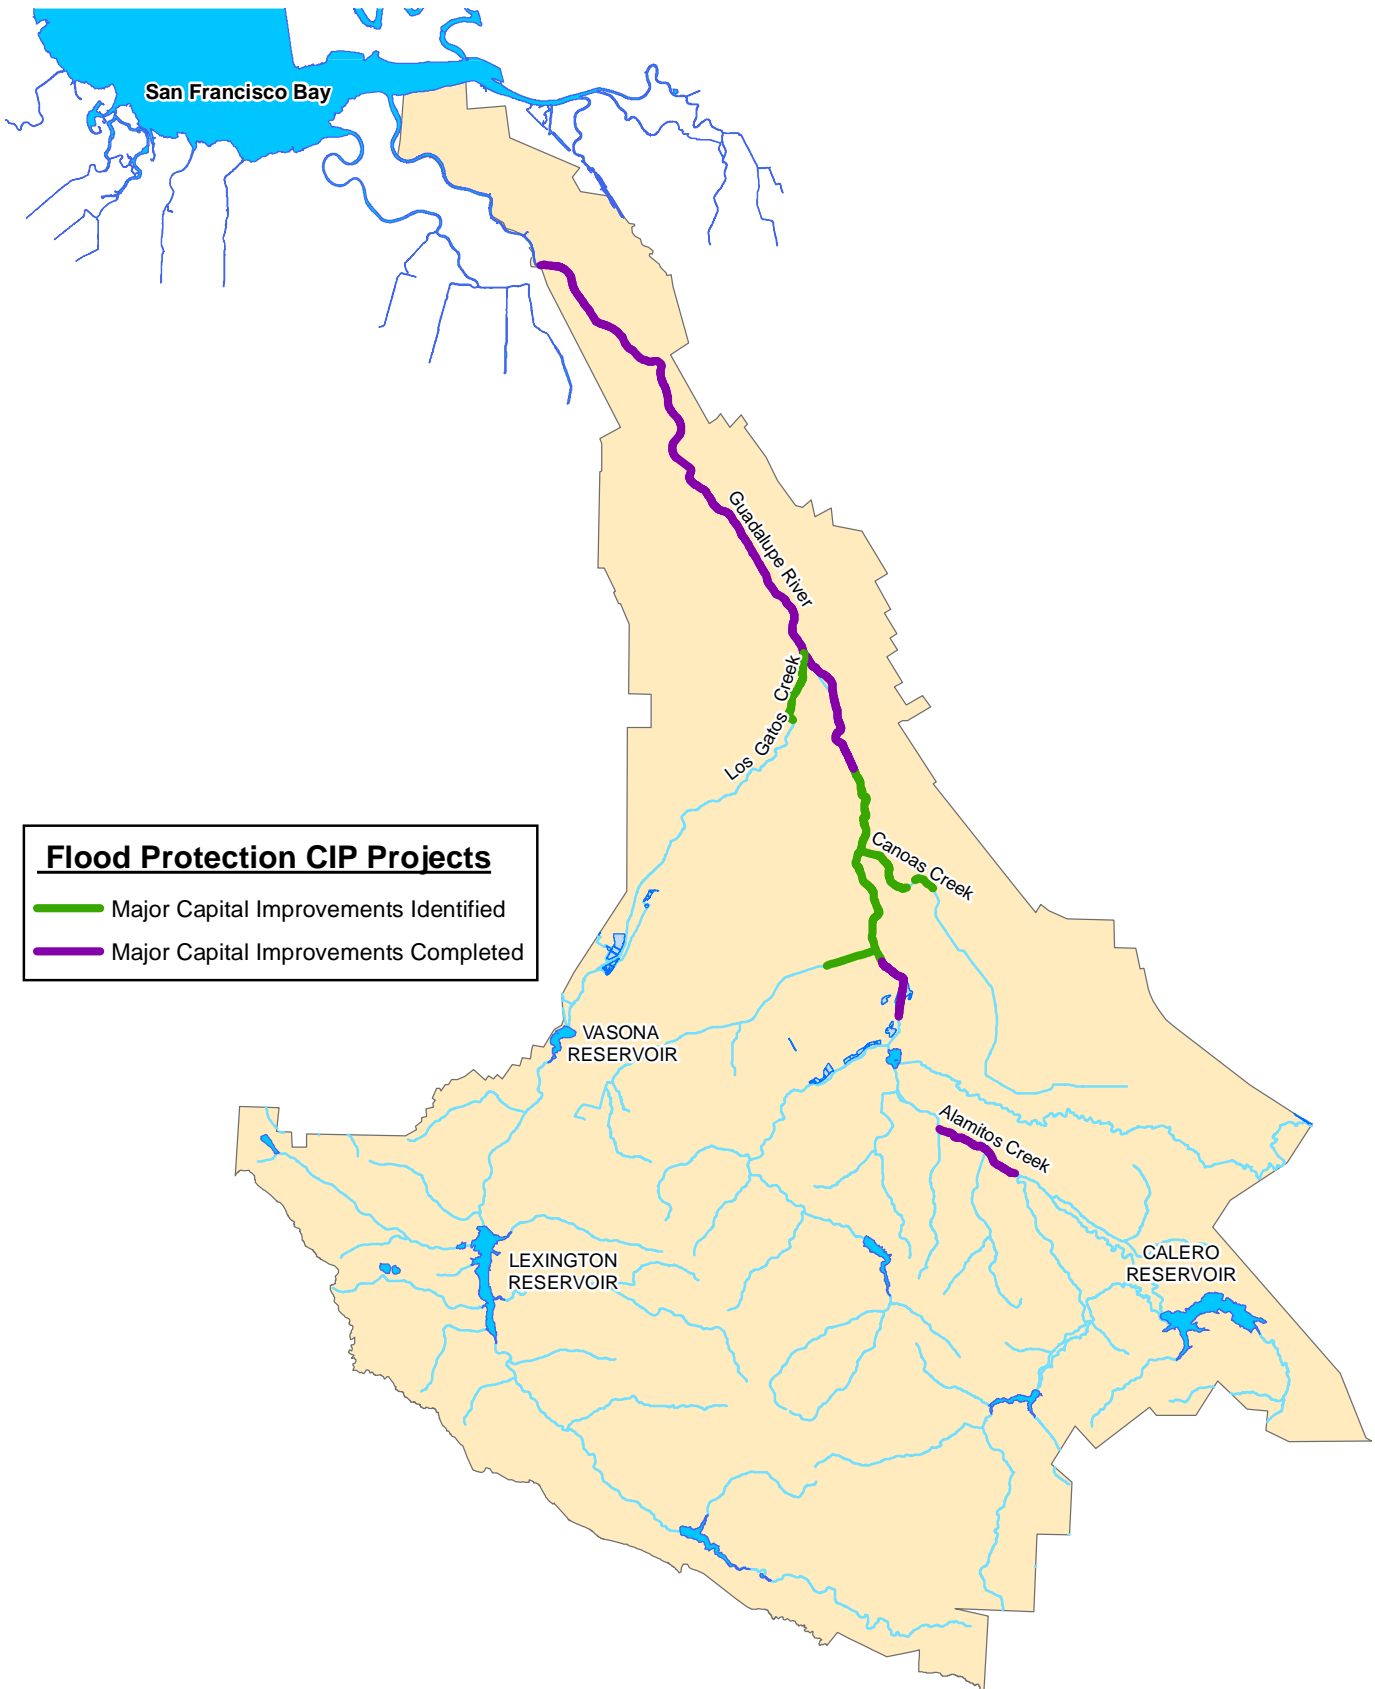 San Francisco Bay
Guadalupe River
Los Gatos Creek
Canoas Creek
Flood Protection CIP Projects
Major Capital Improvements Identified
Major Capital Improvements Completed
VASONA
RESERVOIR
Alamitos Creek
LEXINGTON
RESERVOIR
CALERO
RESERVOIR